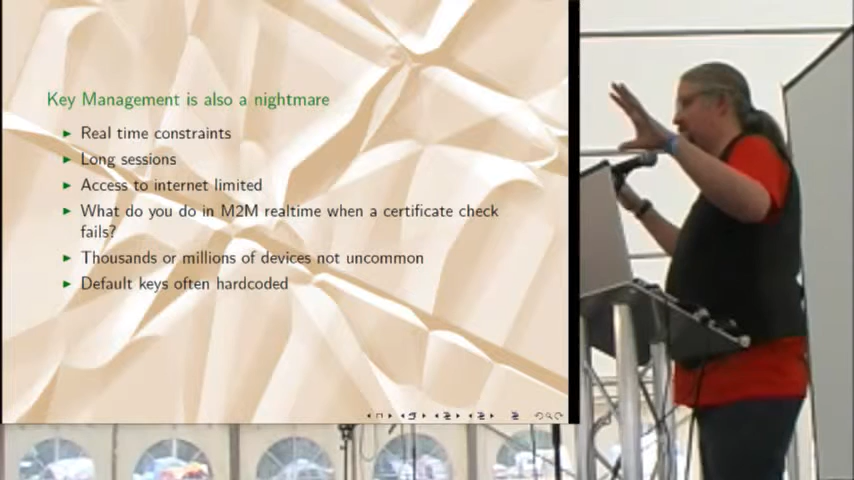 Key Management is also a nightmare
Real time constraints
Long sessions
Access to internet limited
What do you do in M2M realtime when a certificate check
fails?
Thousands or millions of devices not uncommon
Default keys often hardcoded